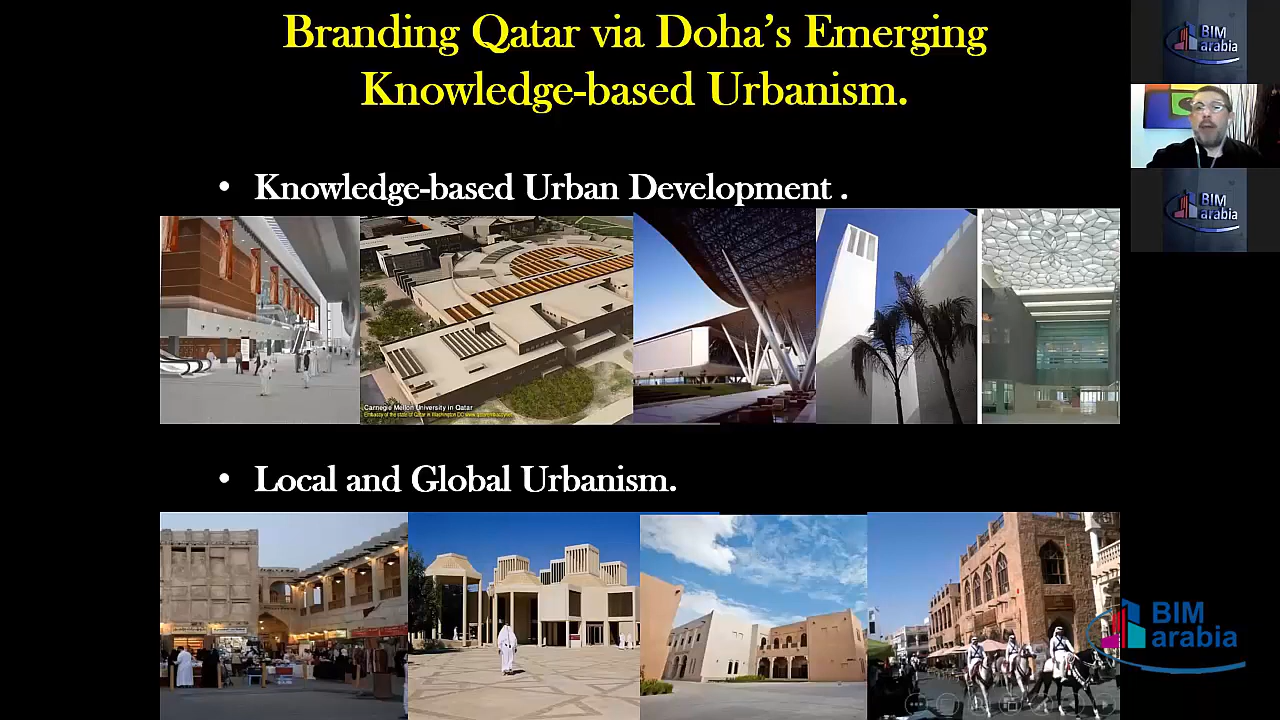 Branding Qatar via Doha's Emerging
Knowledge-based Urbanism.
• Knowledge-based Urban Development .
Carnegie Mellon University in Qatar
• Local and Global Urbanism.
BIM
arabia
BIM
arabia
BIM
arabia